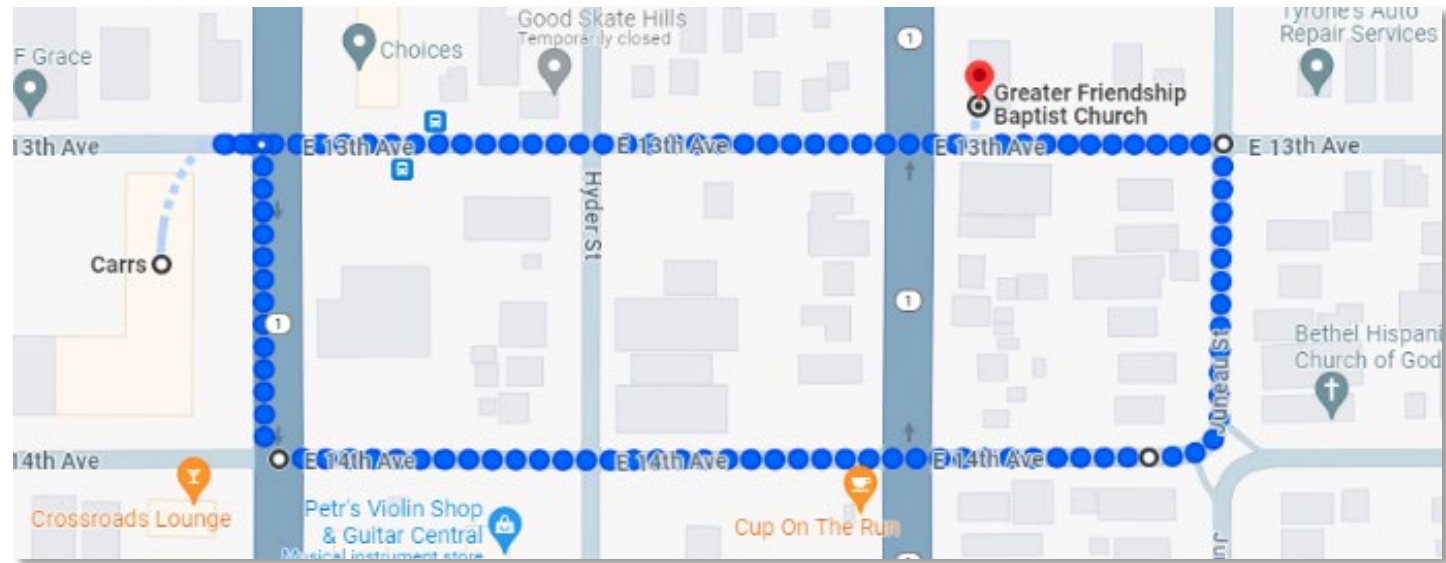 Good Skate Hills
Temporarily closed
Tyrone's Auto
Repair Services
1
Choices
F Grace
Greater Friendship
Baptist Church
13th Ave
E 13th Ave
E 13th Ave
E 13th Ave
E 13th Ave
Hyder St
Carrs
1
1
Bethel Hispani
Church of God
Juneau St
14th Ave
E 14th Ave
E 14th Ave
E 14th Ave
Crossroads Lounge
Petr's Violin Shop
& Guitar Central
Musical instrument store
Cup On The Run
Ju